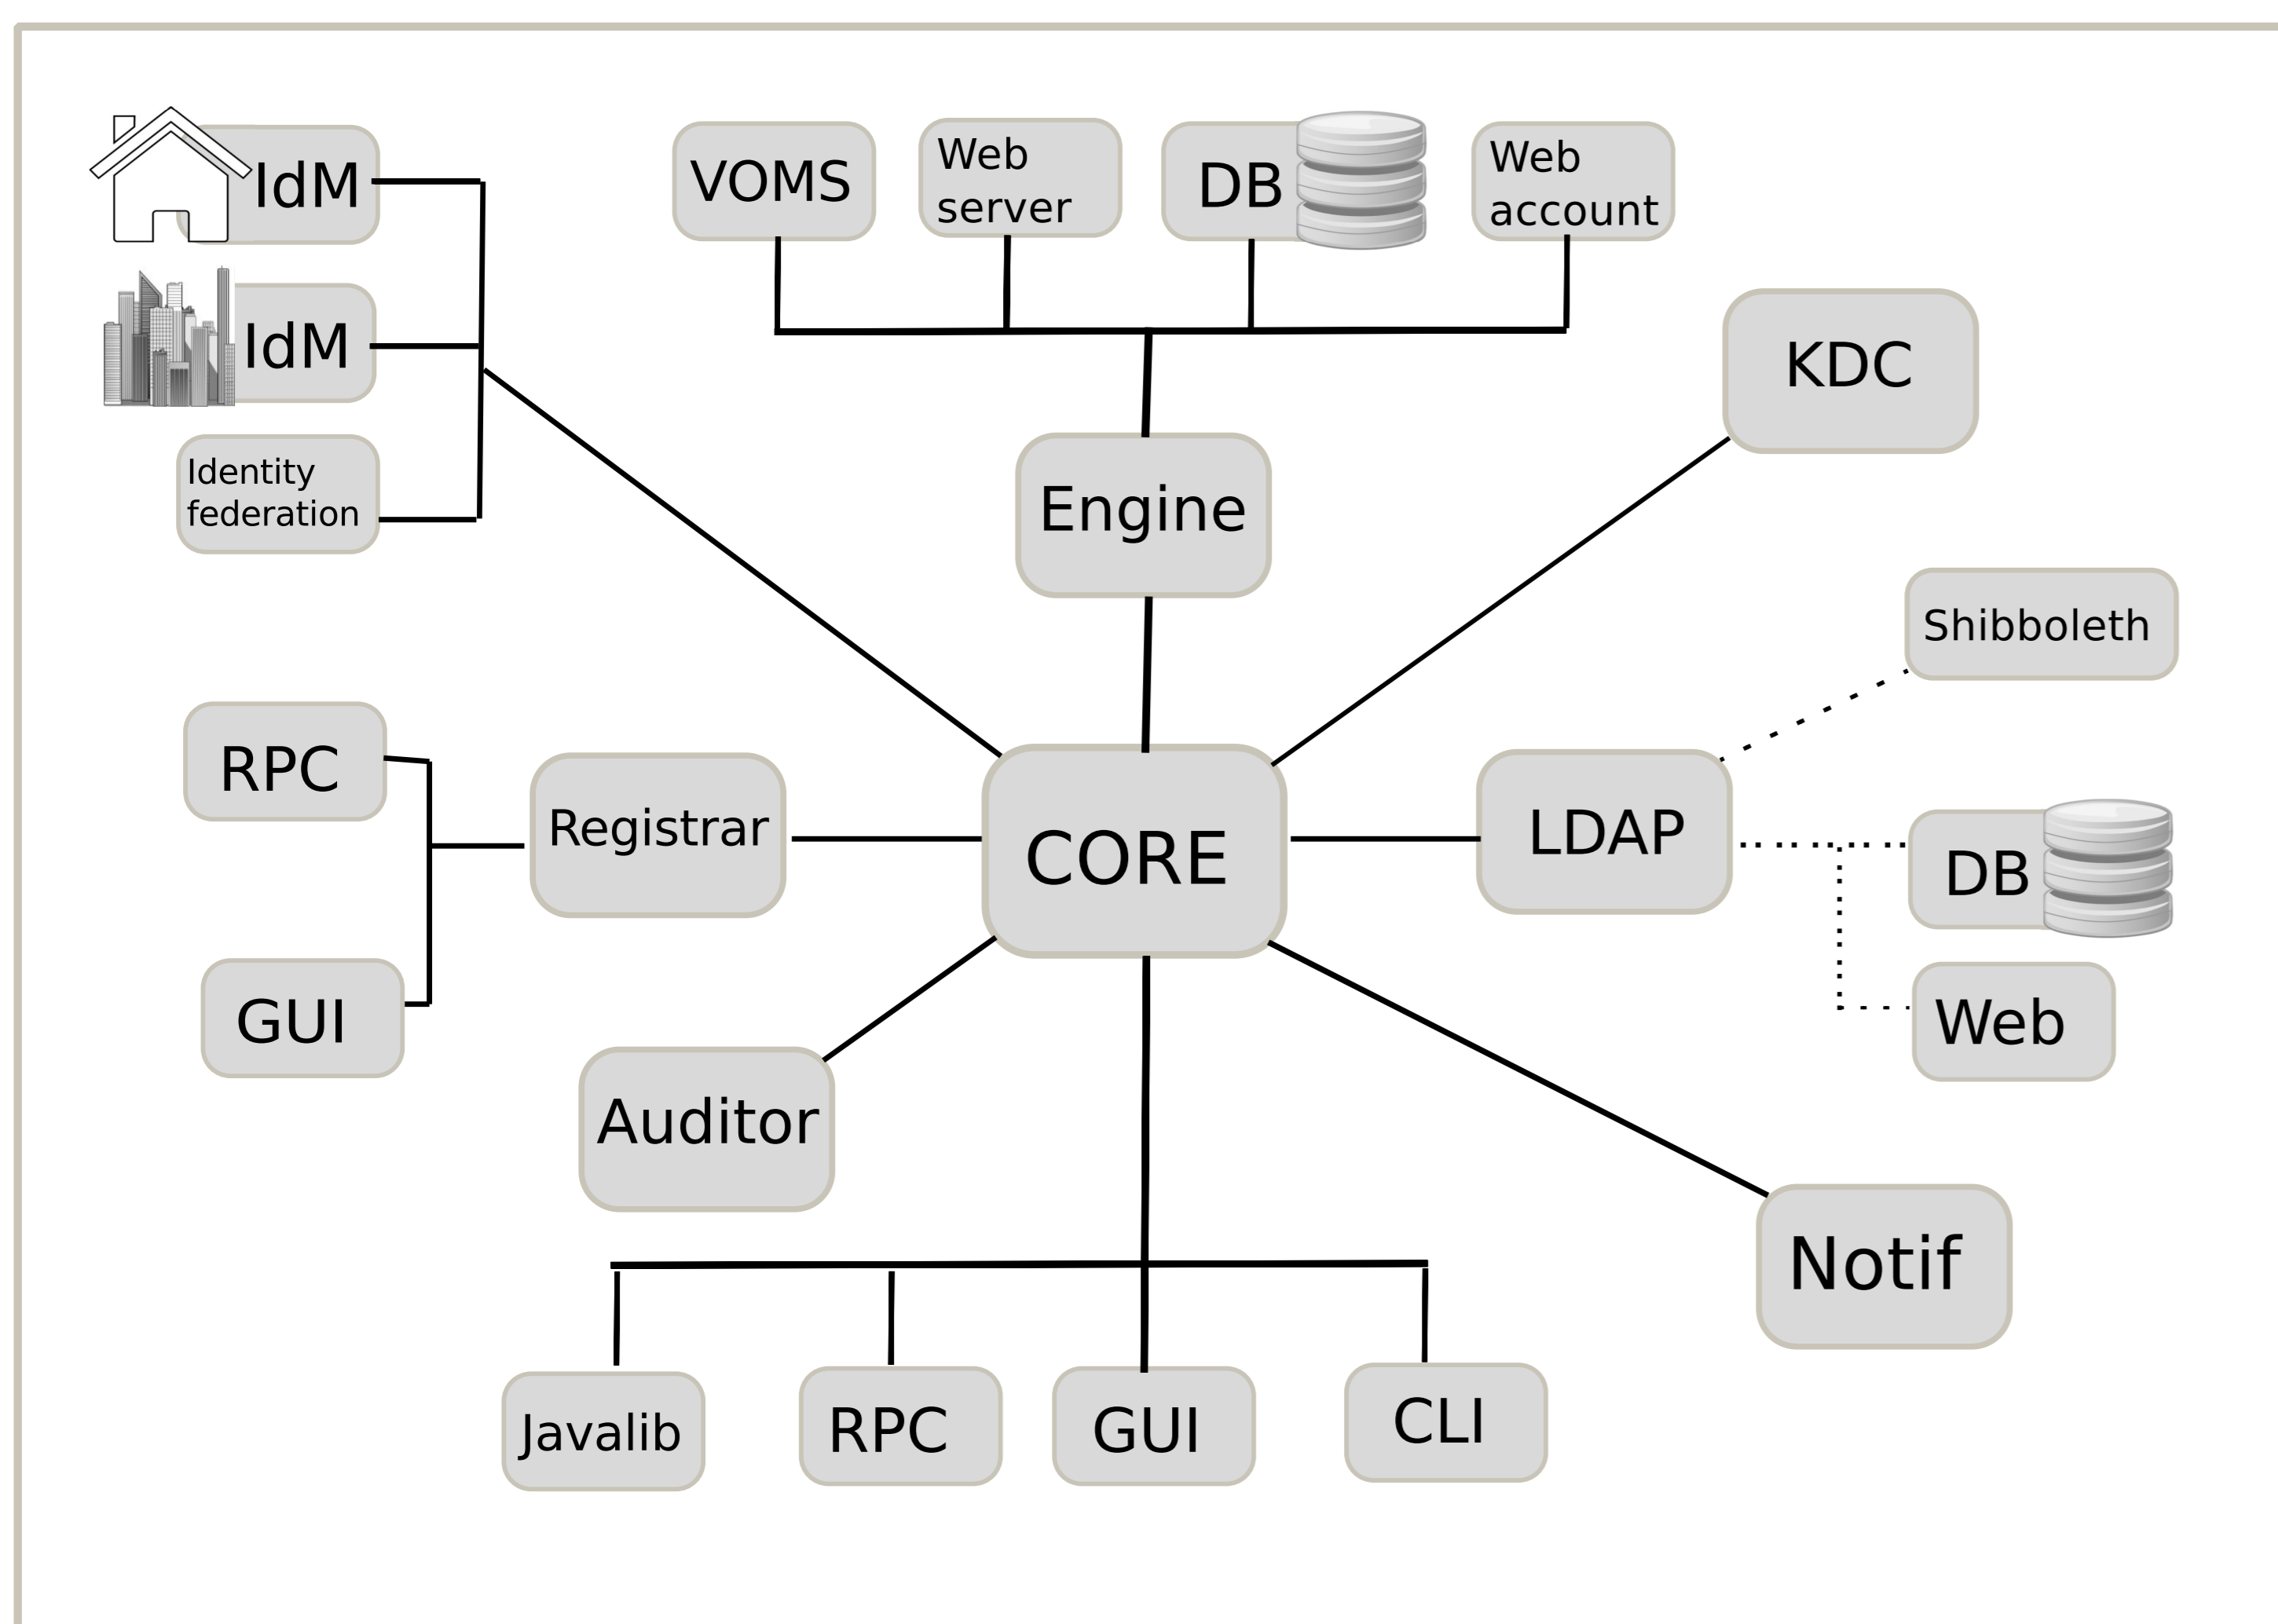 IdM
IdM
Identity
federation
VOMS
Web
server
DB
Web
account
KDC
Engine
Shibboleth
RPC
Registrar
CORE
LDAP
DB
GUI
Web
Auditor
Notif
Javalib
RPC
GUI
CLI